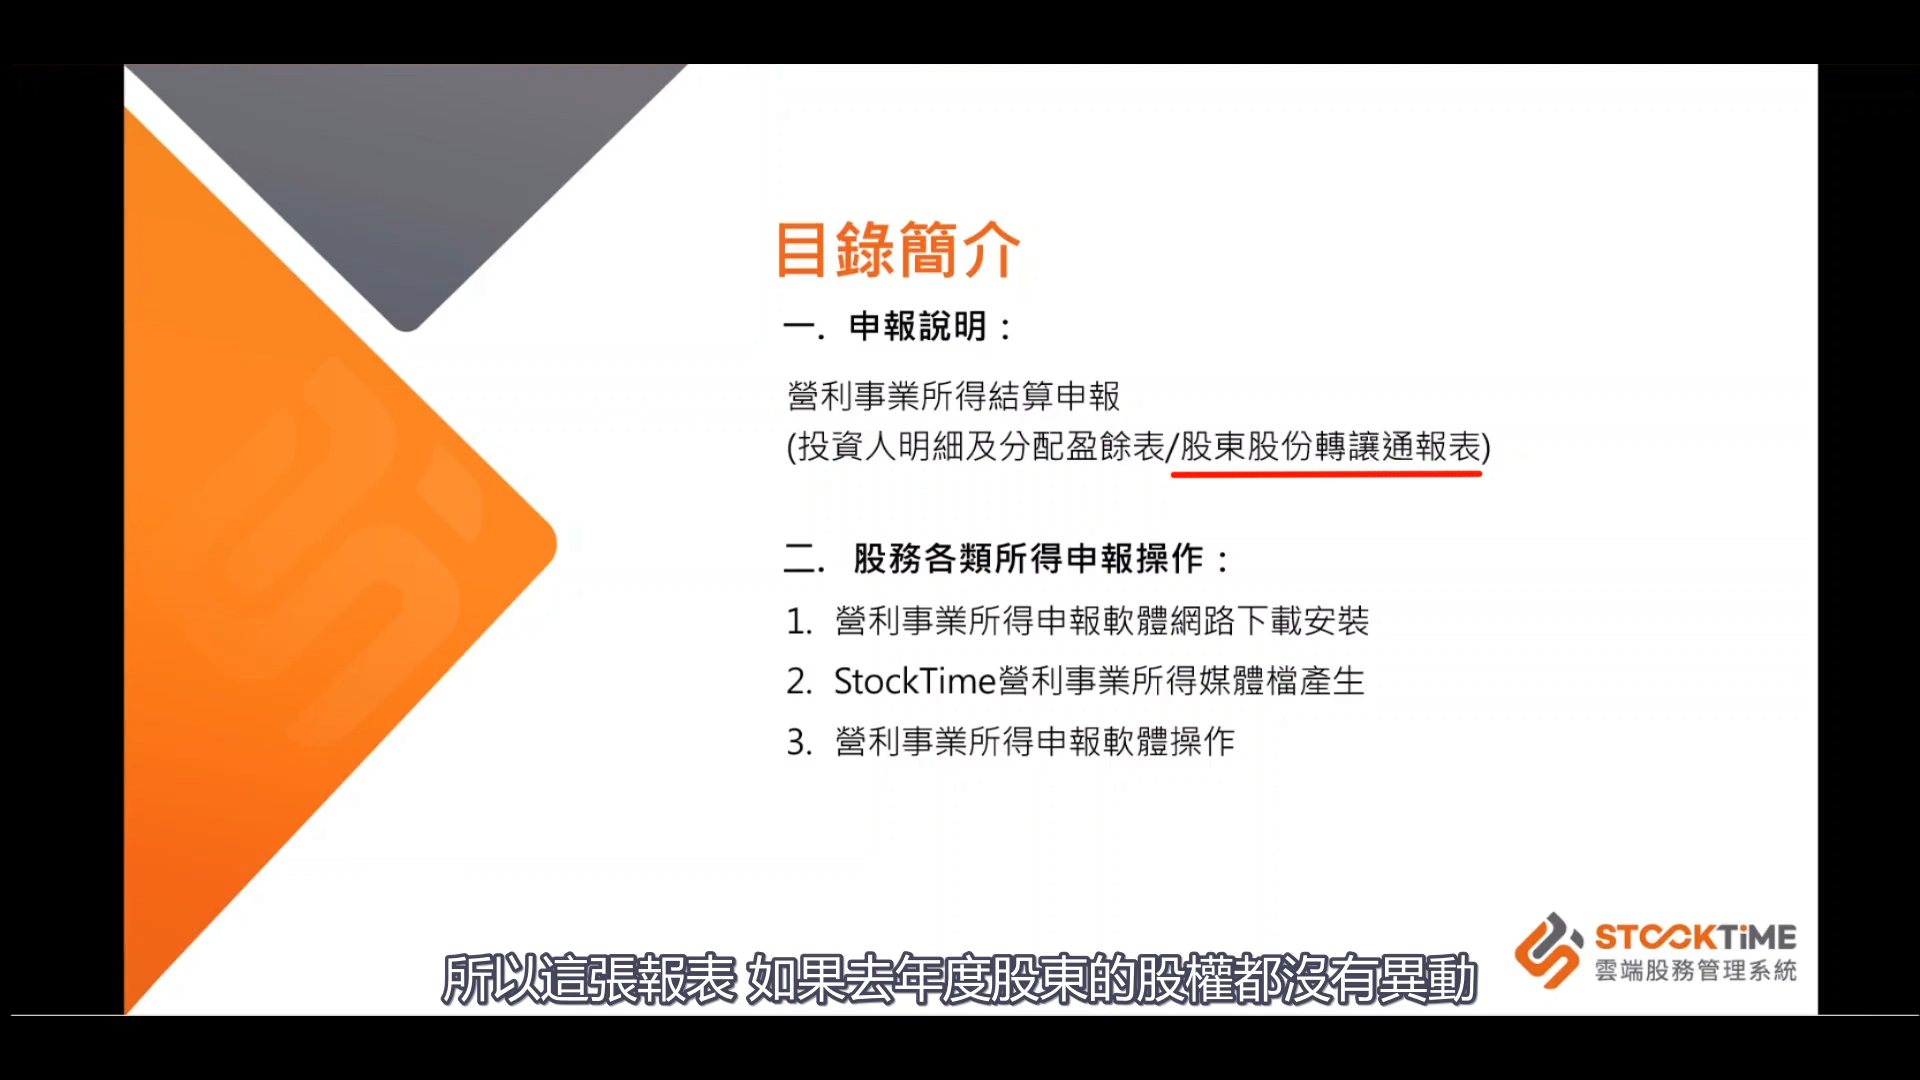 目錄簡介
一. 申報說明：
營利事業所得結算申報
(投資人明細及分配盈餘表/股東股份轉讓通報表)
二. 股務各類所得申報操作：
1. 營利事業所得申報軟體網路下載安裝
2. StockTime營利事業所得媒體檔產生
3. 營利事業所得申報軟體操作
STOCKTiME
雲端股務管理系統
所以這張報表 如果去年度股東的股權都沒有異動